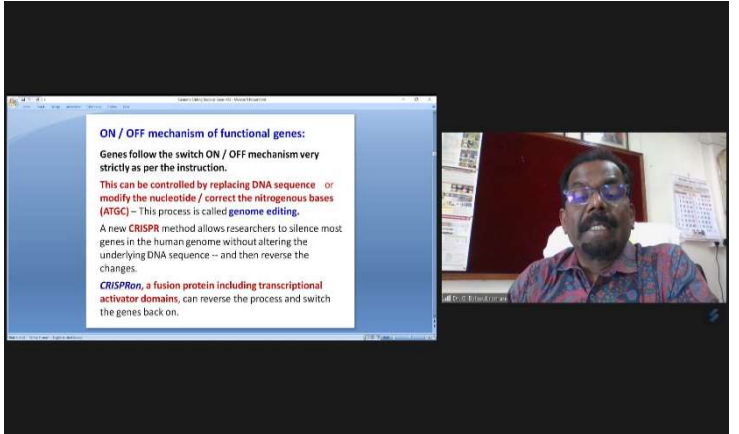 ON / OFF mechanism of functional genes:
Genes follow the switch ON / OFF mechanism very
strictly as per the instruction.
This can be controlled by replacing DNA sequence or
modify the nucleotide / correct the nitrogenous bases
(ATGC) – This process is called genome editing.
A new CRISPR method allows researchers to silence most
genes in the human genome without altering the
underlying DNA sequence -- and then reverse the
changes.
CRISPRon, a fusion protein including transcriptional
activator domains, can reverse the process and switch
the genes back on.